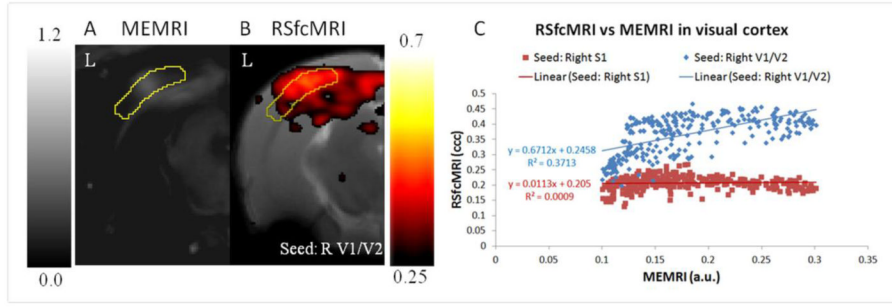 1.2
A MEMRI
L
0.0
B RSfcMRI
L
Seed: R V1/V2
0.7
0.25
C
RSfcMRI vs MEMRI in visual cortex
Seed: Right S1
Seed: Right V1/V2
Linear (Seed: Right S1)
Linear (Seed: Right V1/V2)
RSfcMRI (ccc)
0.5
0.45
0.4
0.35
0.3
0.25
0.2
0.15
0.1
0.05
0
y = 0.6712x + 0.2458
R² = 0.3713
y = 0.0113x + 0.205
R² = 0.0009
0
0.05
0.1
0.15
0.2
0.25
0.3
0.35
MEMRI (a.u.)